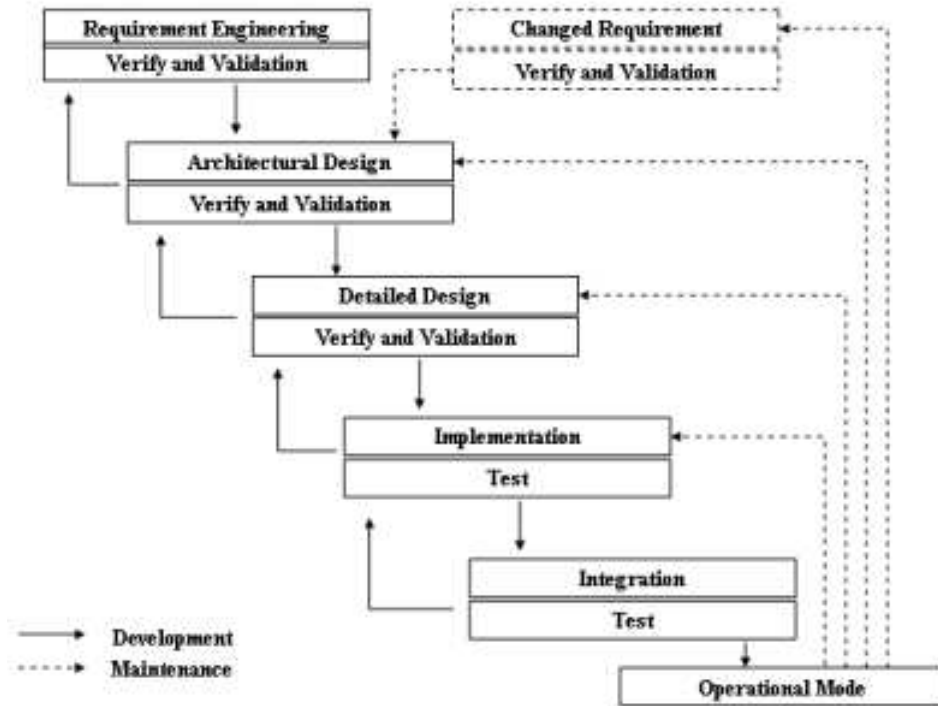 Requirement Engineering
Verify and Validation
Changed Requirement
Verify and Validation
Architectural Design
Verify and Validation
Detailed Design
Verify and Validation
Implementation
Test
Integration
Test
Development
Maintenance
Operational Mode